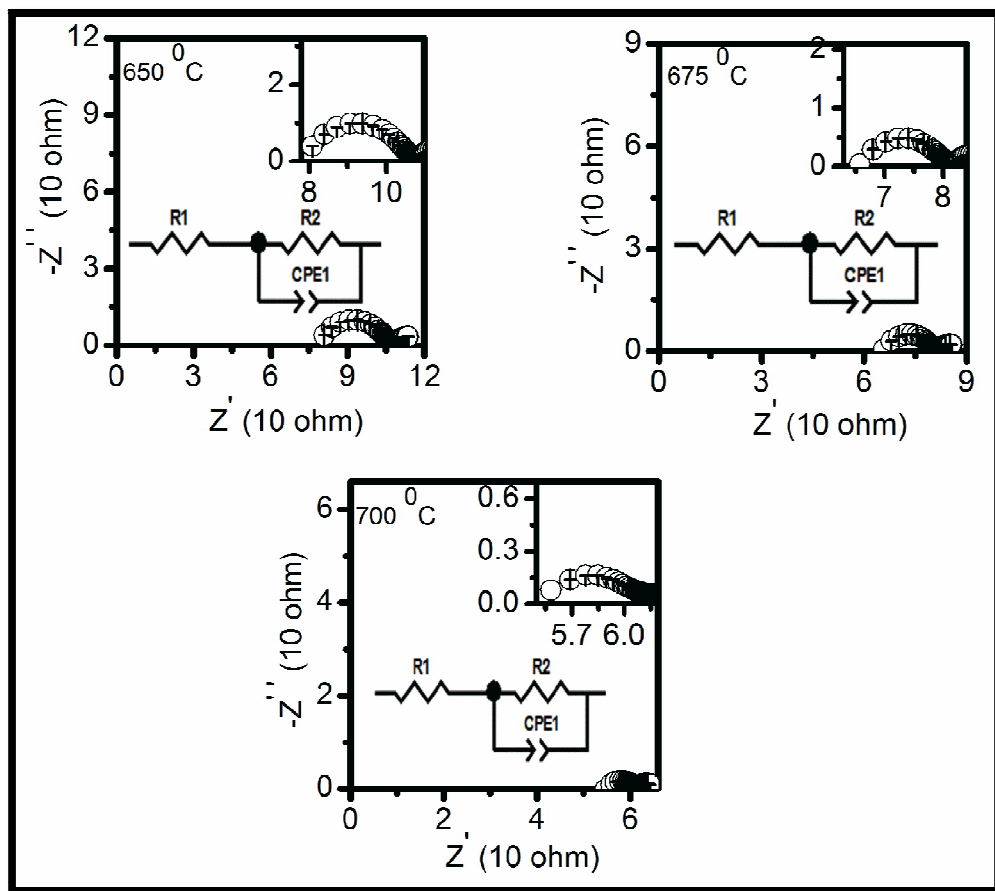 12
9
6
3
0
-Z'' (10 ohm)
650 ⁰C
2
1
0
8 10
R1 R2
CPE1
0 3 6 9 12
Z' (10 ohm)
9
6
3
0
-Z'' (10 ohm)
675 ⁰C
2
1
0
7 8
R1 R2
CPE1
0 3 6 9
Z' (10 ohm)
6
4
2
0
-Z'' (10 ohm)
700 ⁰C
0.6
0.3
0.0
5.7 6.0
R1 R2
CPE1
0 2 4 6
Z' (10 ohm)